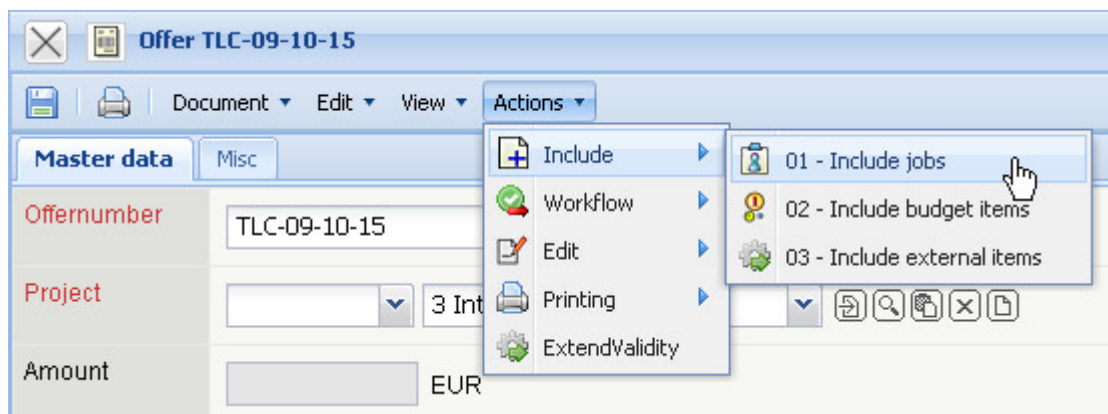 Offer TLC-09-10-15
Document Edit View Actions
Master data Misc
Include
01 - Include jobs
Offernumber
TLC-09-10-15
Workflow
02 - Include budget items
Edit
03 - Include external items
Project
3 Int
Printing
ExtendValidity
Amount
EUR